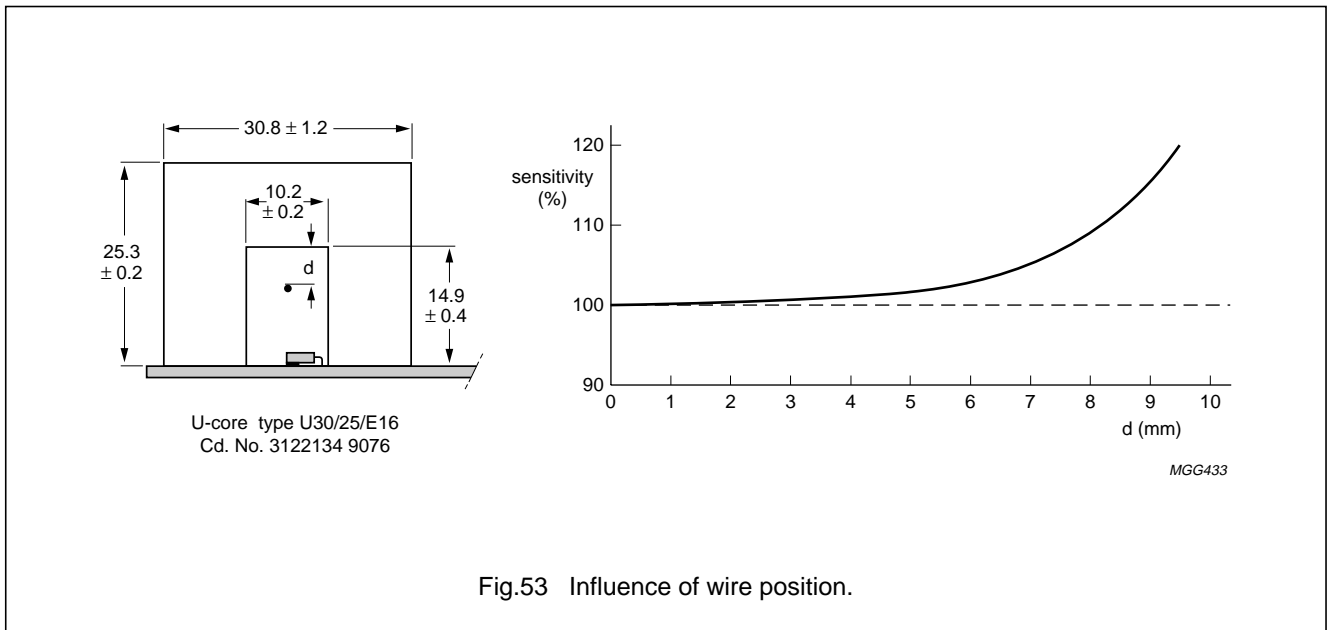 30.8 ± 1.2
10.2
± 0.2
25.3
± 0.2
d
14.9
± 0.4
U-core type U30/25/E16
Cd. No. 3122134 9076
sensitivity
(%)
120
110
100
90
0 1 2 3 4 5 6 7 8 9 10
d (mm)
MGG433
Fig.53 Influence of wire position.